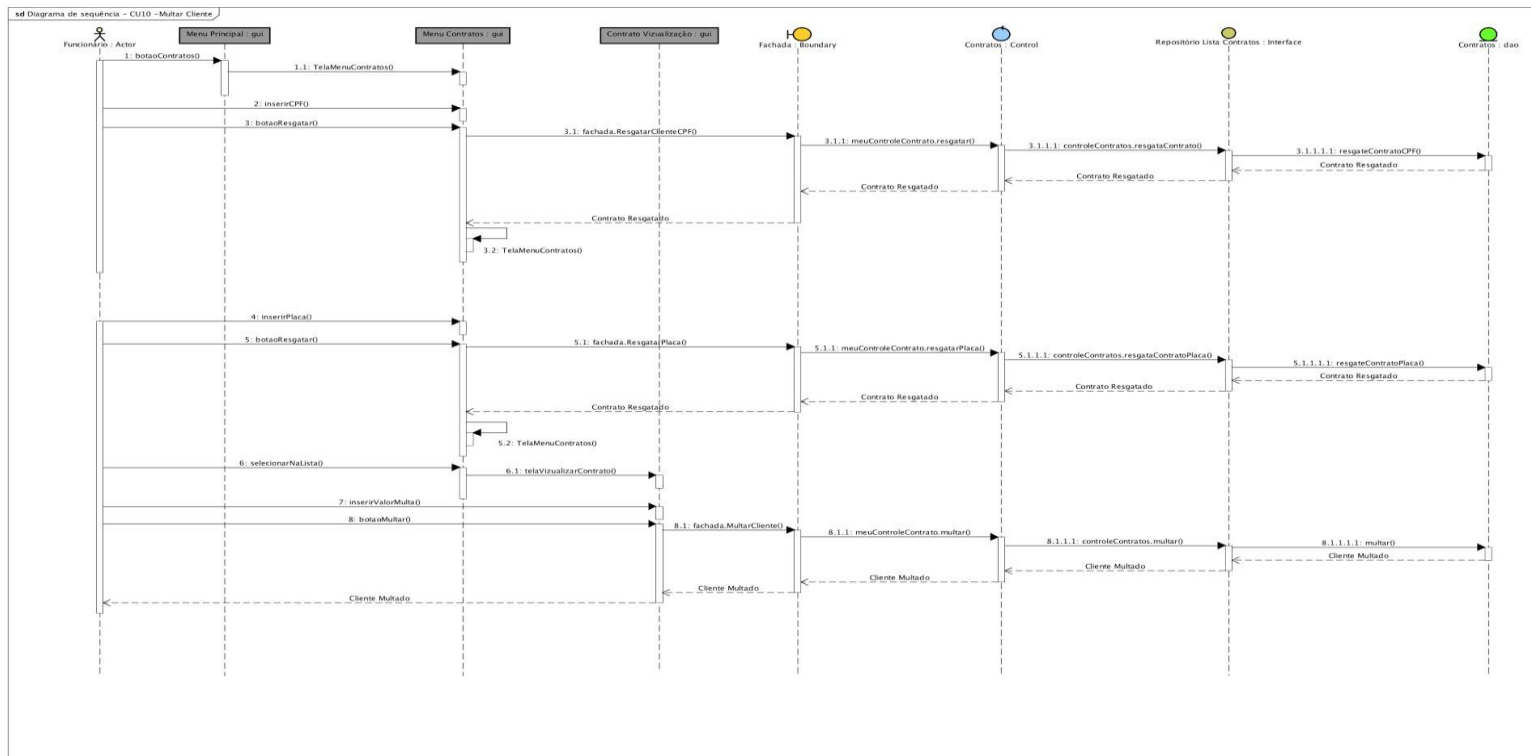 sd Diagrama de sequência - CU10 -Multar Cliente
Funcionário : Actor
Menu Principal : gui
Menu Contratos : gui
Contrato Vizualização : gui
Fachada : Boundary
Contratos : Control
Repositório Lista Contratos : Interface
Contratos : dao
1: botaoContratos()
1.1: TelaMenuContratos()
2: inserirCPF()
3: botaoResgatar()
3.1: fachada.ResgatarClienteCPF()
3.1.1: meuControleContrato.resgatar()
3.1.1.1: controleContratos.resgataContrato()
3.1.1.1.1: resgateContratoCPF()
Contrato Resgatado
Contrato Resgatado
Contrato Resgatado
Contrato Resgatado
3.2: TelaMenuContratos()
4: inserirPlaca()
5: botaoResgatar()
5.1: fachada.ResgatarPlaca()
5.1.1: meuControleContrato.resgatarPlaca()
5.1.1.1: controleContratos.resgataContratoPlaca()
5.1.1.1.1: resgateContratoPlaca()
Contrato Resgatado
Contrato Resgatado
Contrato Resgatado
Contrato Resgatado
5.2: TelaMenuContratos()
6: selecionarNaLista()
6.1: telaVizualizarContrato()
7: inserirValorMulta()
8: botaoMultar()
8.1: fachada.MultarCliente()
8.1.1: meuControleContrato.multar()
8.1.1.1: controleContratos.multar()
8.1.1.1.1: multar()
Cliente Multado
Cliente Multado
Cliente Multado
Cliente Multado
Cliente Multado